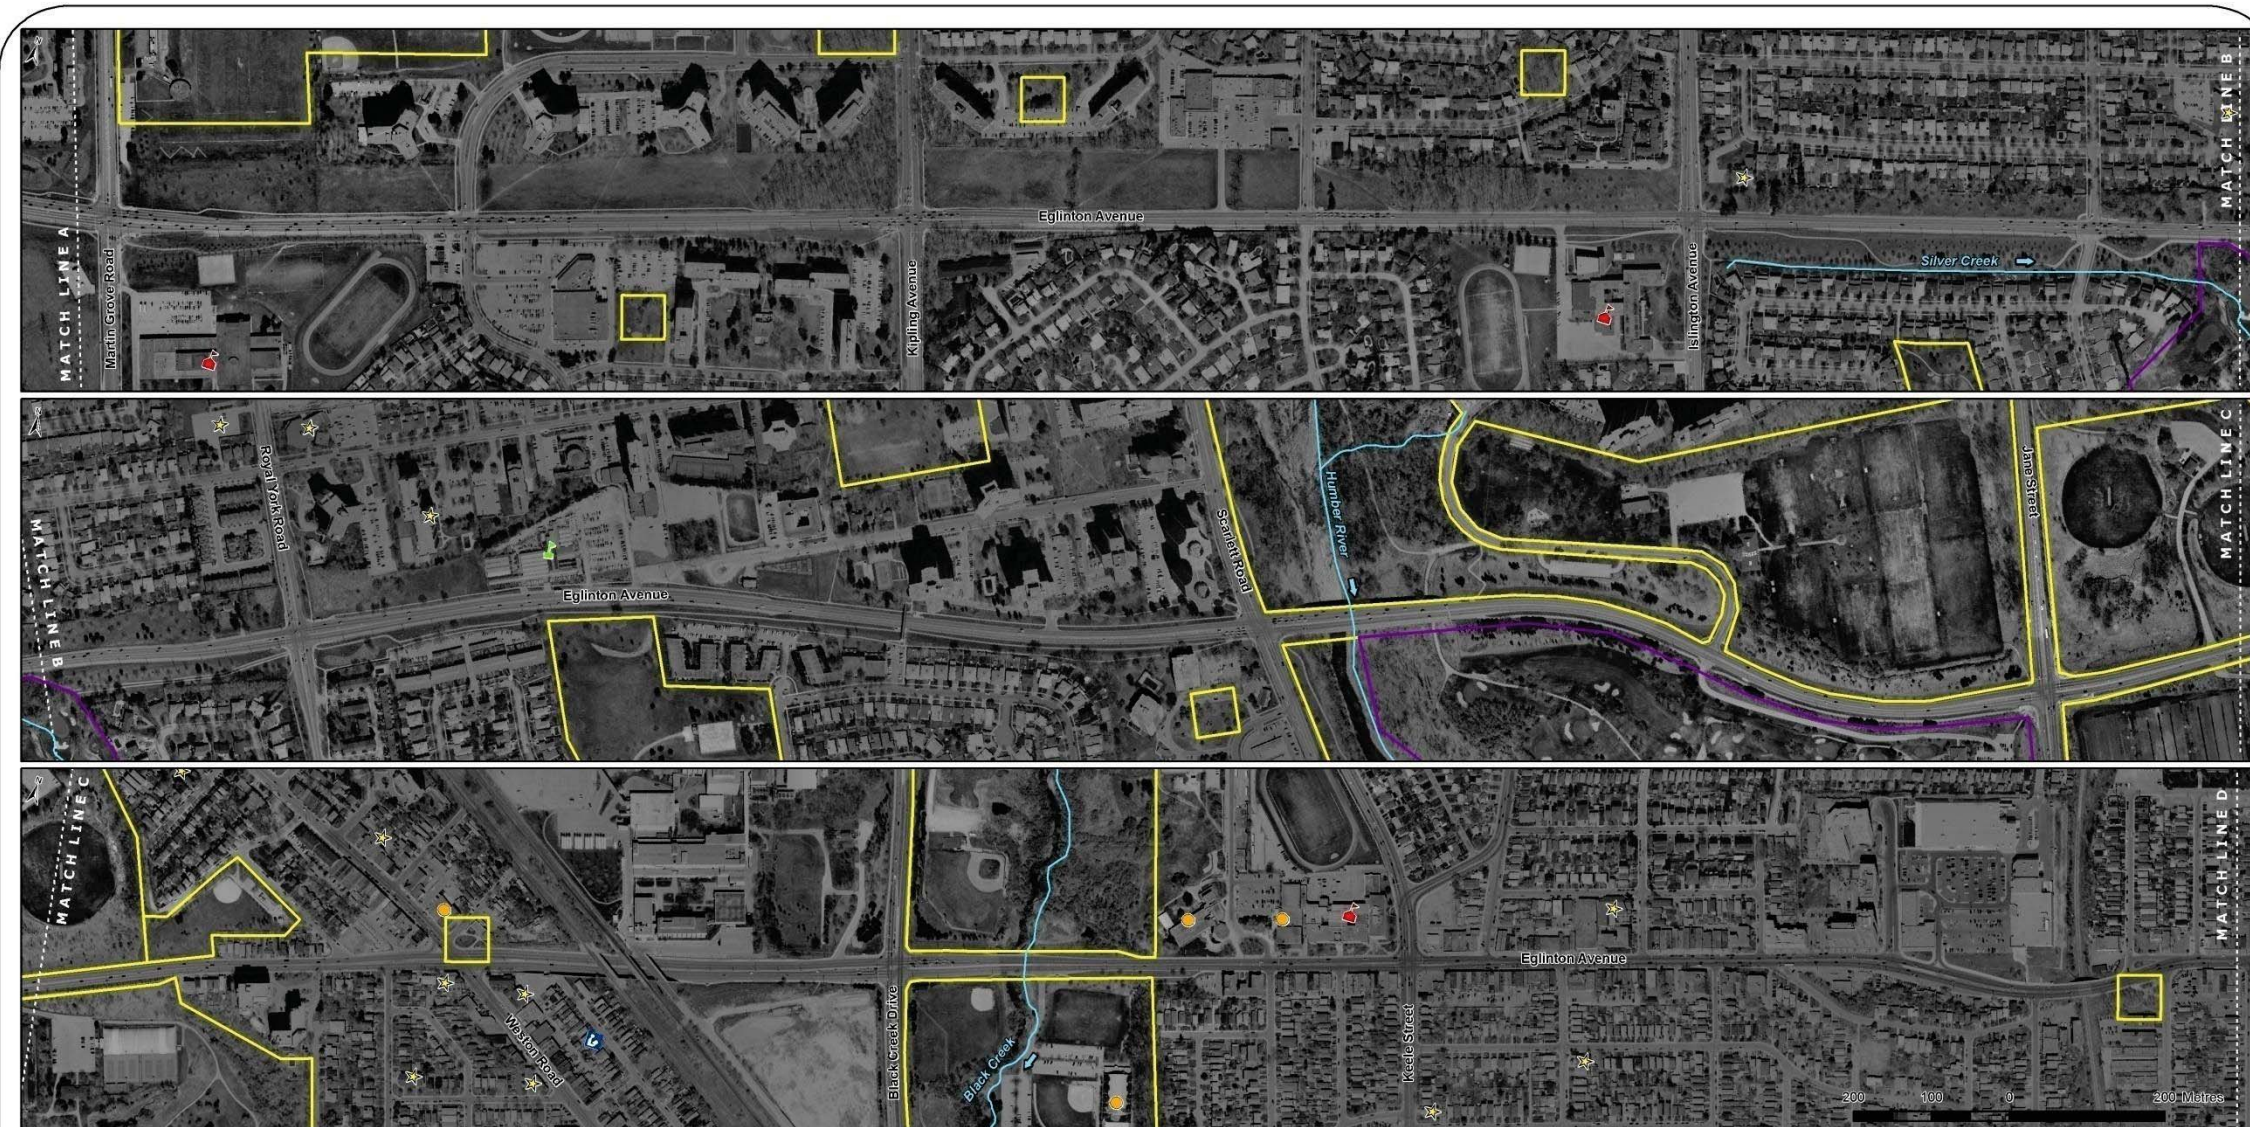 MATCH LINE A
Martin Grove Road
Kipling Avenue
Eglinton Avenue
Islington Avenue
Silver Creek
MATCH LINE B
MATCH LINE B
Royal York Road
Eglinton Avenue
Scarlett Road
Humber River
Jane Street
MATCH LINE C
MATCH LINE C
Weston Road
Black Creek Drive
Black Creek
Keele Street
Eglinton Avenue
MATCH LINE D
200 100 0 200 Metres